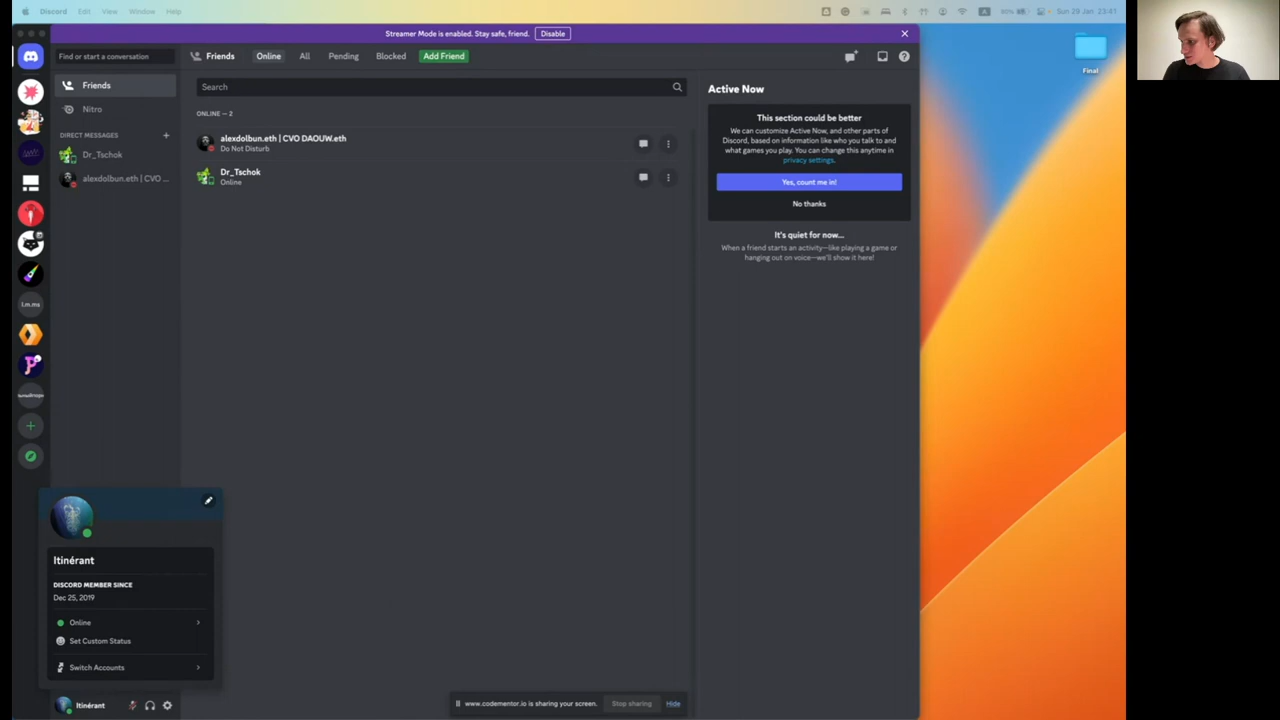 Discord Edit View Window Help
90% Sun 29 Jan 23:41
Streamer Mode is enabled. Stay safe, friend. Disable
Find or start a conversation
Friends Online All Pending Blocked Add Friend
Friends
Nitro
DIRECT MESSAGES +
Dr_Tschok
alexdolbun.eth | CVO ...
Search
ONLINE — 2
alexdolbun.eth | CVO DAOUW.eth
Do Not Disturb
Dr_Tschok
Online
Active Now
This section could be better
We can customize Active Now, and other parts of
Discord, based on information like who you talk to and
what games you play. You can change this anytime in
privacy settings.
Yes, count me in!
No thanks
It's quiet for now...
When a friend starts an activity—like playing a game or
hanging out on voice—we'll show it here!
Final
l.m.ms
Itinérant
DISCORD MEMBER SINCE
Dec 25, 2019
Online
Set Custom Status
Switch Accounts
Itinérant
www.codementor.io is sharing your screen. Stop sharing Hide